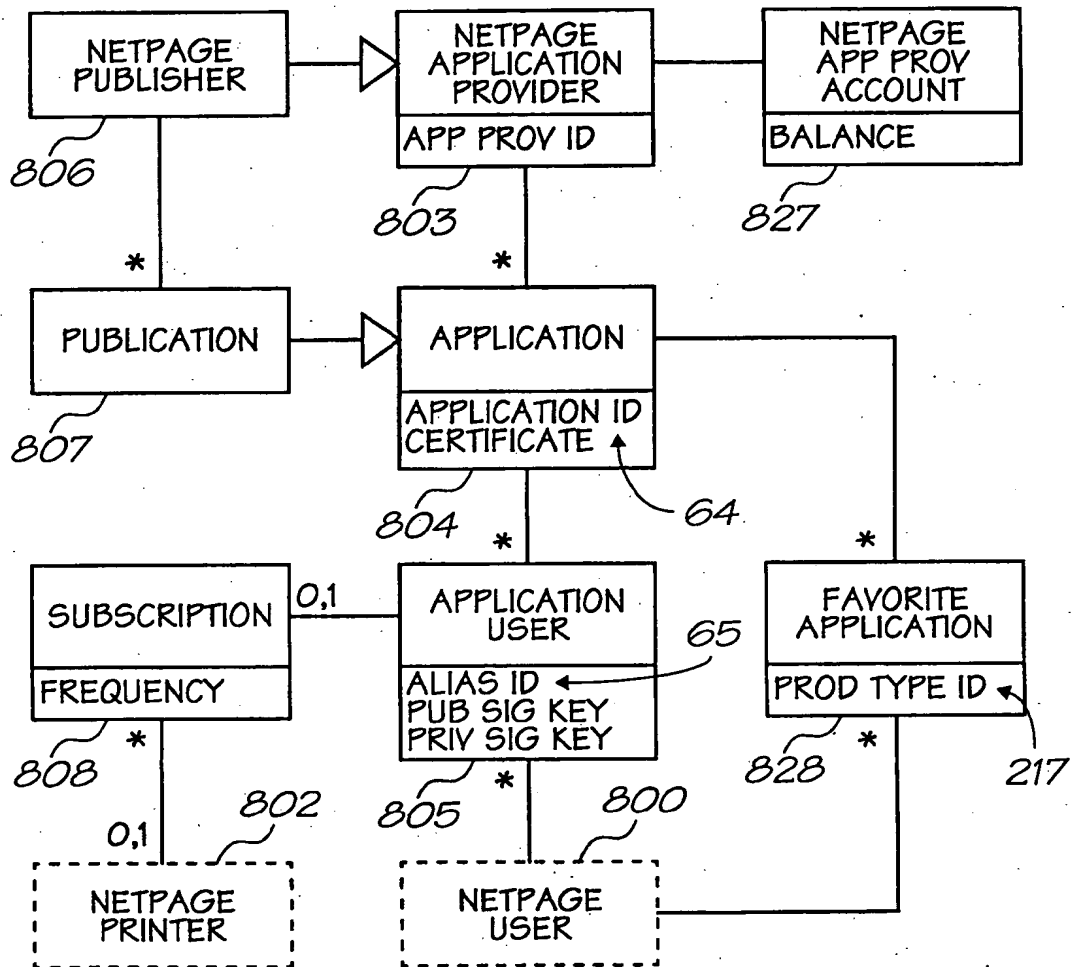 NETPAGE
PUBLISHER
806
NETPAGE
APPLICATION
PROVIDER
APP PROV ID
803
NETPAGE
APP PROV
ACCOUNT
BALANCE
827
*
*
PUBLICATION
807
APPLICATION
APPLICATION ID
CERTIFICATE
804
64
*
*
SUBSCRIPTION
FREQUENCY
808
0,1
APPLICATION
USER
ALIAS ID
PUB SIG KEY
PRIV SIG KEY
805
65
FAVORITE
APPLICATION
PROD TYPE ID
828
217
*
*
*
0,1
802
800
NETPAGE
PRINTER
NETPAGE
USER